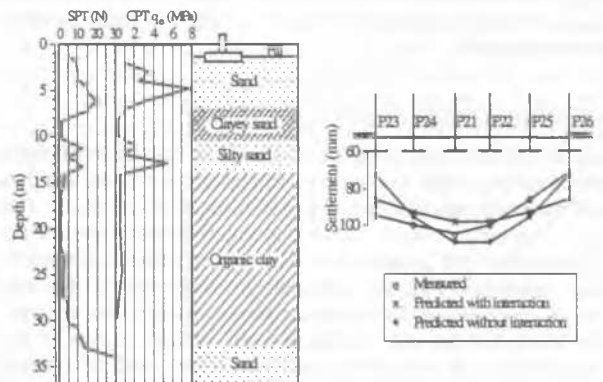 SPT (N) CPT qc (MPa)
0 10 20 30 2 4 6 8
0
5
10
15
20
25
30
35
Depth (m)
Fill
Sand
Clayey sand
Silty sand
Organic clay
Sand
P23 P24 P21 P22 P25 P26
60
80
100
Settlement (mm)
Measured
Predicted with interaction
Predicted without interaction